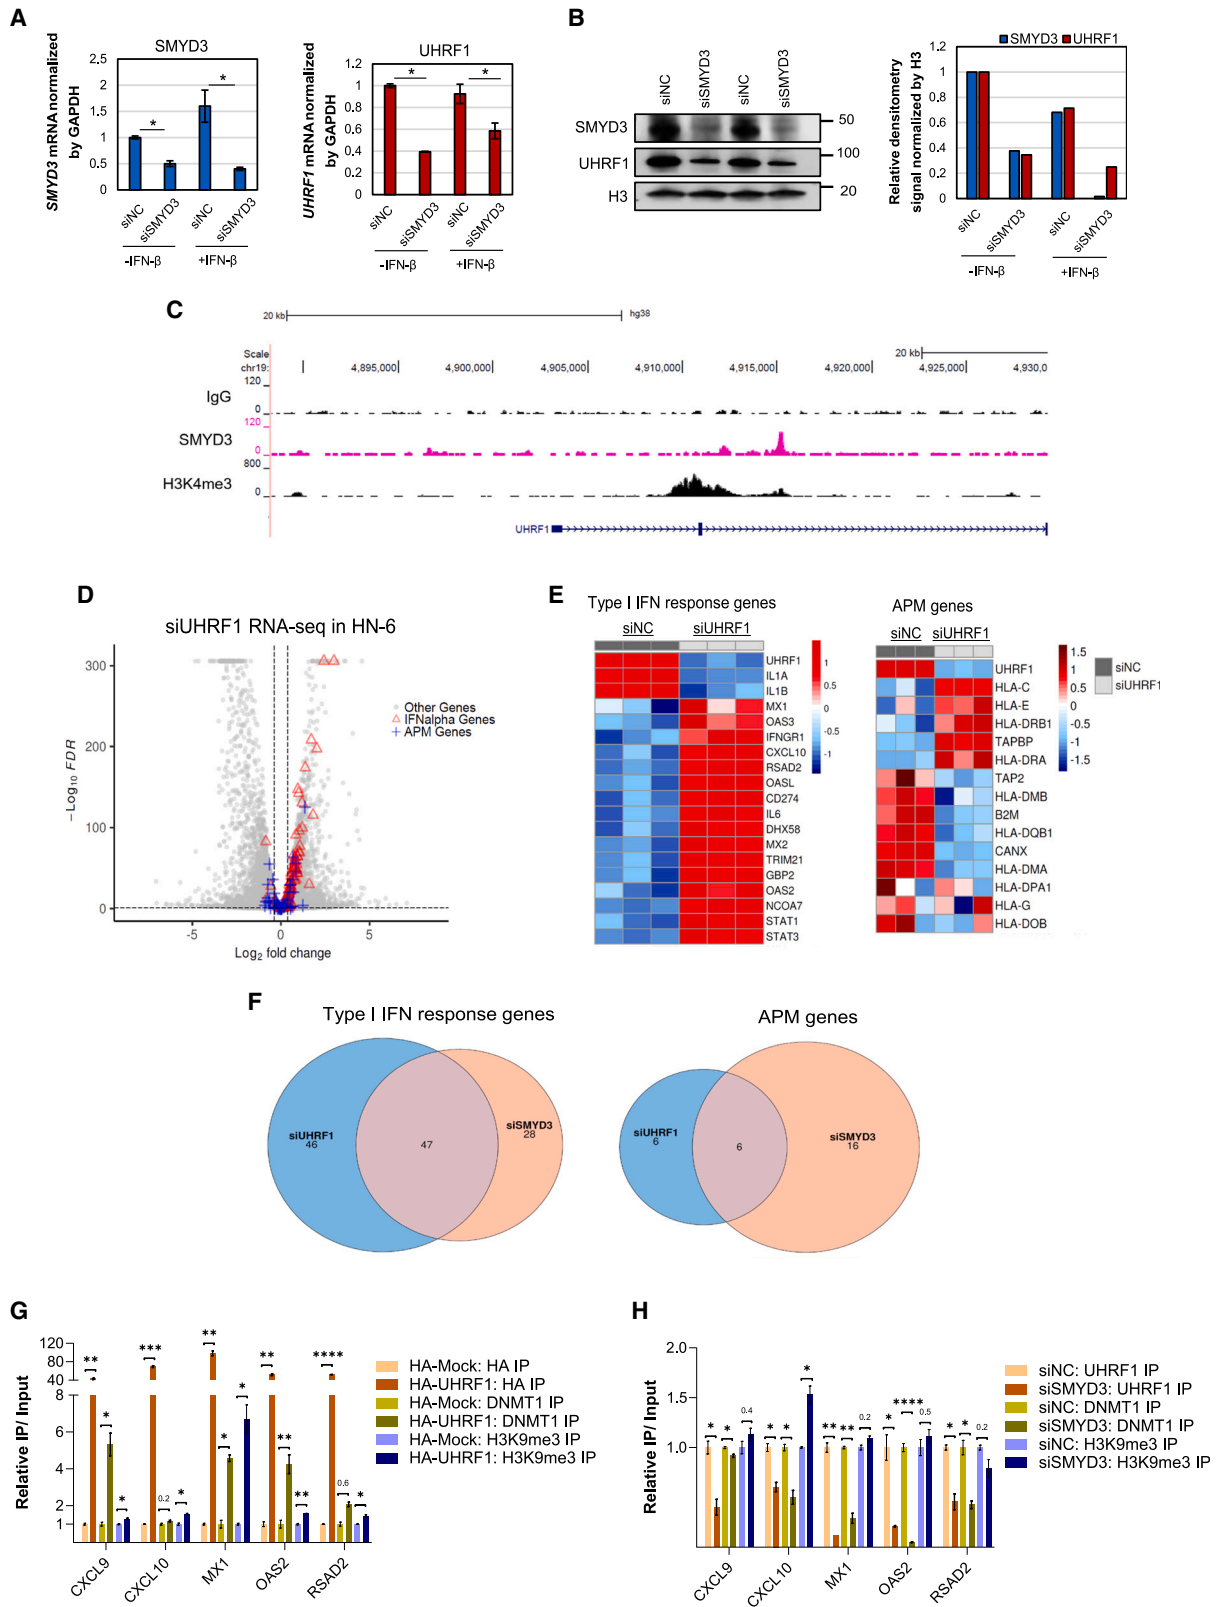 A
SMYD3
SMYD3 mRNA normalized
by GAPDH
2.5
2
1.5
1
0.5
0
*
*
siNC
siSMYD3
siNC
siSMYD3
-IFN-β
+IFN-β
UHRF1
UHRF1 mRNA normalized
by GAPDH
1.2
1
0.8
0.6
0.4
0.2
0
*
*
siNC
siSMYD3
siNC
siSMYD3
-IFN-β
+IFN-β
B
siNC
siSMYD3
siNC
siSMYD3
SMYD3
50
UHRF1
100
H3
20
SMYD3 UHRF1
Relative densitometry
signal normalized by H3
1.2
1
0.8
0.6
0.4
0.2
0
siNC
siSMYD3
siNC
siSMYD3
-IFN-β
+IFN-β
C
20 kb
hg38
Scale
20 kb
chr19:
4,895,000
4,900,000
4,905,000
4,910,000
4,915,000
4,920,000
4,925,000
4,930,0
IgG
120
0
SMYD3
120
0
H3K4me3
800
0
UHRF1
D
siUHRF1 RNA-seq in HN-6
−Log10 FDR
300
200
100
0
-5
0
5
Log2 fold change
Other Genes
IFNalpha Genes
APM Genes
E
Type I IFN response genes
siNC
siUHRF1
UHRF1
IL1A
IL1B
MX1
OAS3
IFNGR1
CXCL10
RSAD2
OASL
CD274
IL6
DHX58
MX2
TRIM21
GBP2
OAS2
NCOA7
STAT1
STAT3
1
0.5
0
-0.5
-1
APM genes
siNC
siUHRF1
UHRF1
HLA-C
HLA-E
HLA-DRB1
TAPBP
HLA-DRA
TAP2
HLA-DMB
B2M
HLA-DQB1
CANX
HLA-DMA
HLA-DPA1
HLA-G
HLA-DOB
1.5
1
0.5
0
-0.5
-1
-1.5
siNC
siUHRF1
F
Type I IFN response genes
siUHRF1
46
47
siSMYD3
28
APM genes
siUHRF1
6
6
siSMYD3
16
G
Relative IP/ Input
120
80
40
8
6
4
2
1
**
*
*
***
0.2
*
**
*
*
**
**
**
****
0.6
*
CXCL9
CXCL10
MX1
OAS2
RSAD2
HA-Mock: HA IP
HA-UHRF1: HA IP
HA-Mock: DNMT1 IP
HA-UHRF1: DNMT1 IP
HA-Mock: H3K9me3 IP
HA-UHRF1: H3K9me3 IP
H
Relative IP/ Input
2.0
1.5
1.0
*
*
0.4
*
*
*
**
**
0.2
*
****
0.5
*
*
0.2
CXCL9
CXCL10
MX1
OAS2
RSAD2
siNC: UHRF1 IP
siSMYD3: UHRF1 IP
siNC: DNMT1 IP
siSMYD3: DNMT1 IP
siNC: H3K9me3 IP
siSMYD3: H3K9me3 IP